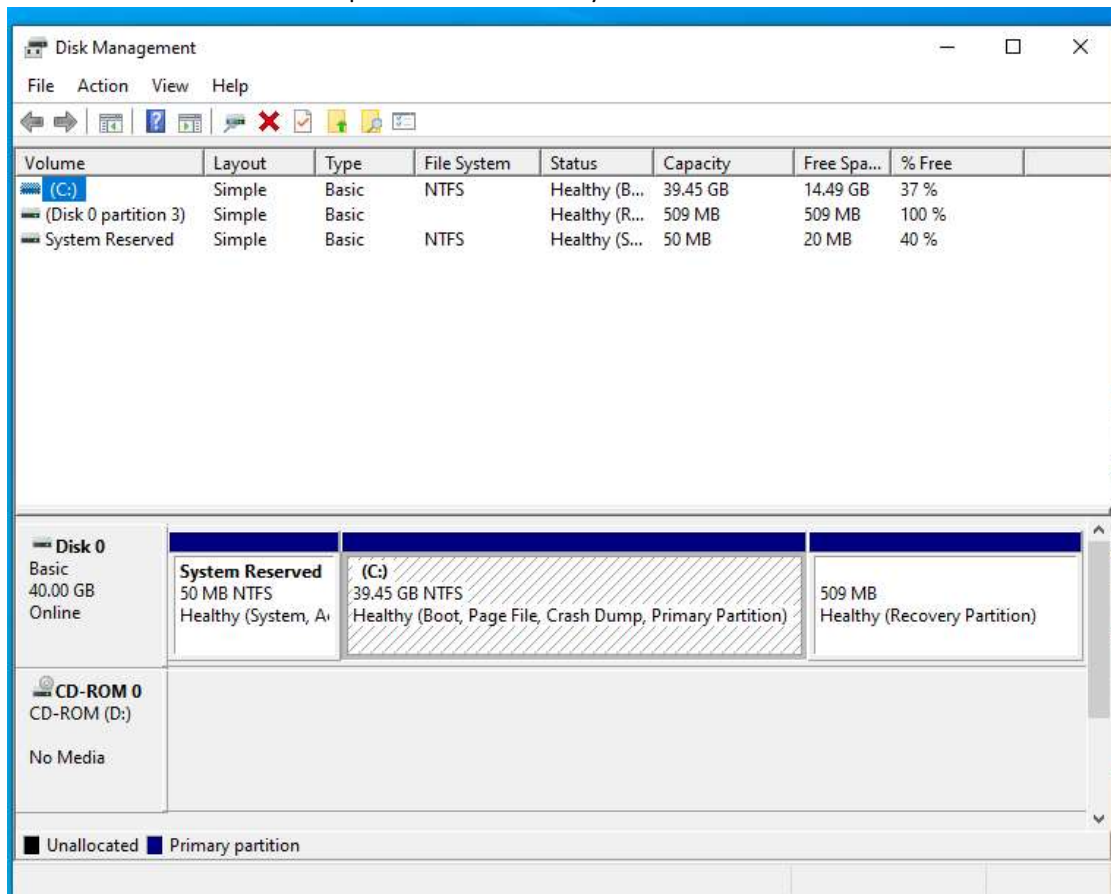 Disk Management
File Action View Help
Volume Layout Type File System Status Capacity Free Spa... % Free
(C:) Simple Basic NTFS Healthy (B... 39.45 GB 14.49 GB 37 %
(Disk 0 partition 3) Simple Basic Healthy (R... 509 MB 509 MB 100 %
System Reserved Simple Basic NTFS Healthy (S... 50 MB 20 MB 40 %
Disk 0
Basic
40.00 GB
Online
System Reserved
50 MB NTFS
Healthy (System, A
(C:)
39.45 GB NTFS
Healthy (Boot, Page File, Crash Dump, Primary Partition)
509 MB
Healthy (Recovery Partition)
CD-ROM 0
CD-ROM (D:)
No Media
Unallocated Primary partition